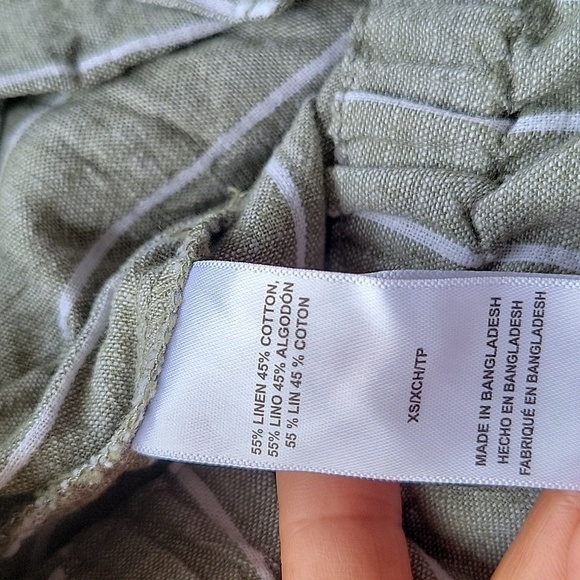 55% LINEN 45% COTTON,
55% LINO 45% ALGODÓN
55 % LIN 45 % COTON
XS/XCH/TP
MADE IN BANGLADESH
HECHO EN BANGLADESH
FABRIQUÉ EN BANGLADESH